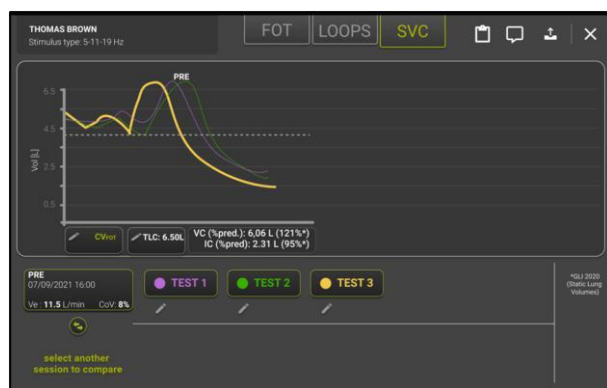 THOMAS BROWN
Stimulus type: 5-11-19 Hz
FOT
LOOPS
SVC
PRE
6.5
4.5
2.5
0.5
Vol [L]
CVFOT
TLC: 6.50L
VC (%pred.): 6,06 L (121%*)
IC (%pred): 2.31 L (95%*)
PRE
07/09/2021 16:00
Ve : 11.5 L/min CoV: 8%
TEST 1
TEST 2
TEST 3
*GLI 2020
(Static Lung
Volumes)
select another
session to compare